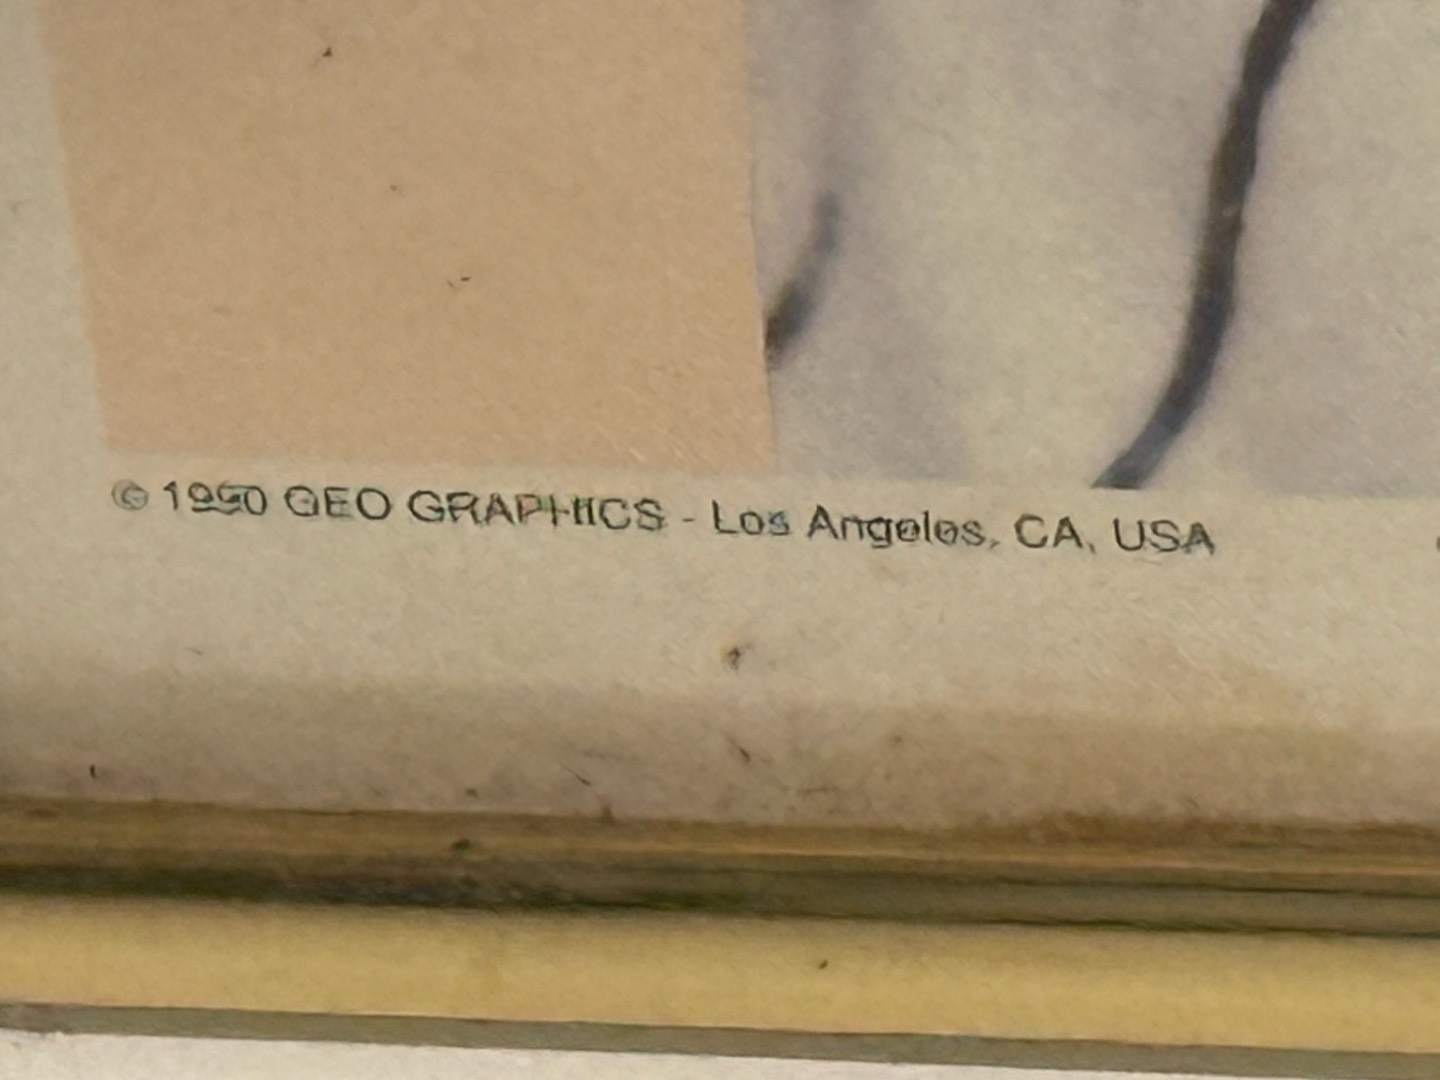 © 1990 GEO GRAPHICS - Los Angeles, CA, USA